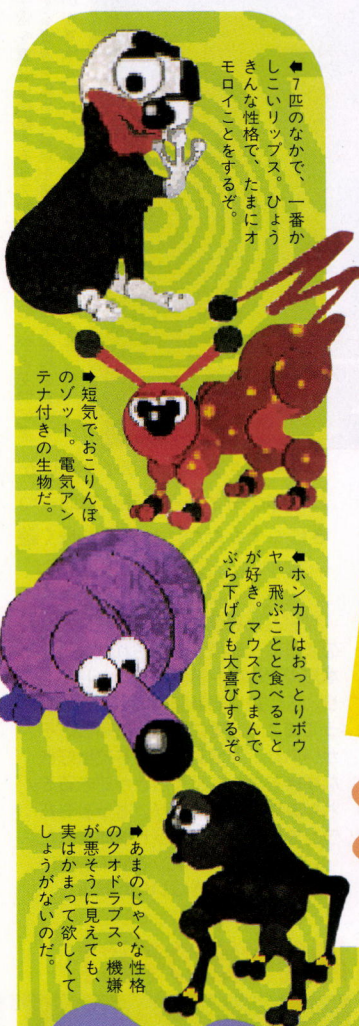 ⬅7匹のなかで、一番か
しこいリップス。ひょう
きんな性格で、たまにオ
モロイことをするぞ。
➡短気でおこりんぼ
のゾット。電気アン
テナ付きの生物だ。
⬅ホンカーはおっとりボウ
ヤ。飛ぶことと食べること
が好き。マウスでつまんで
ぶら下げても大喜びするぞ。
➡あまのじゃくな性格
のクオドラプス。機嫌
が悪そうに見えても、
実はかまって欲しくて
しょうがないのだ。